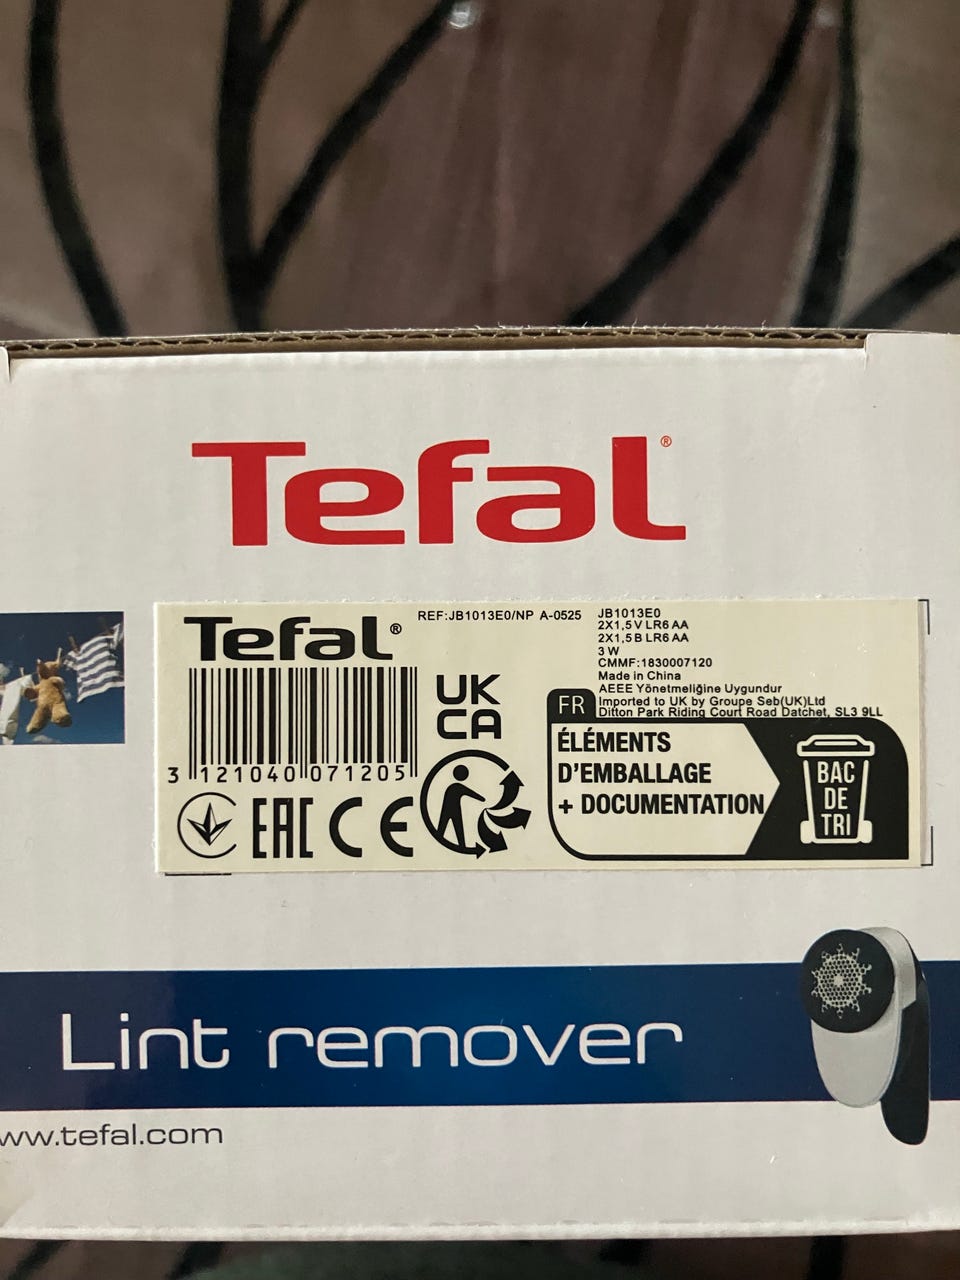 Tefal®
Tefal®
REF:JB1013E0/NP A-0525
JB1013E0
2X1,5V LR6 AA
2X1,5B LR6 AA
3 W
CMMF:1830007120
Made in China
AEEE Yönetmeliğine Uygundur
Imported to UK by Groupe Seb(UK)Ltd
Ditton Park Riding Court Road Datchet, SL3 9LL
UK
CA
3 121040 071205
EAC CE
FR
ÉLÉMENTS
D'EMBALLAGE
+ DOCUMENTATION
BAC
DE
TRI
Lint remover
www.tefal.com